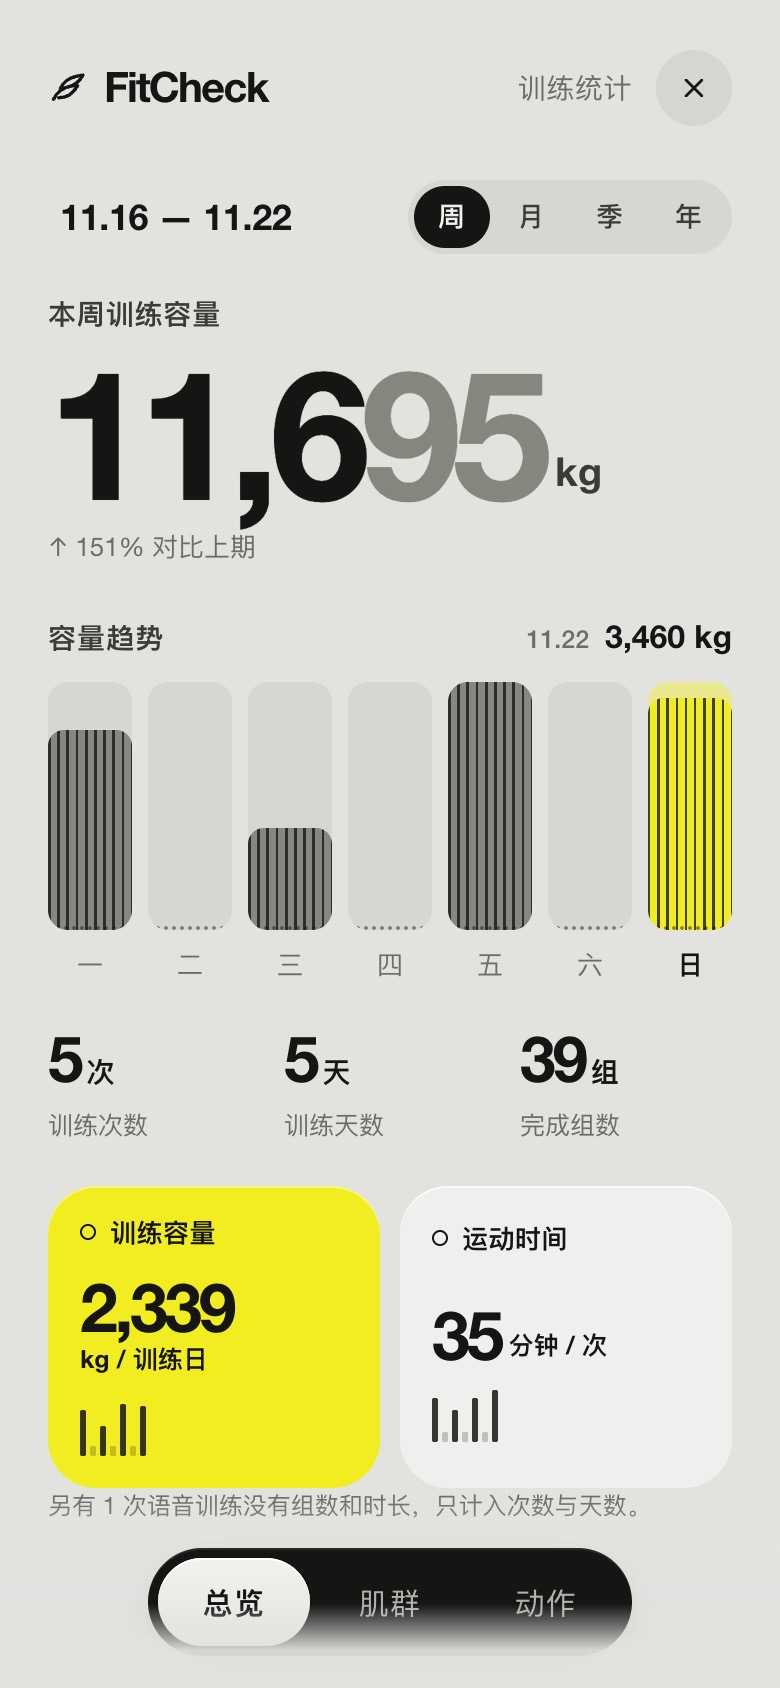 FitCheck
训练统计
11.16 — 11.22
周 月 季 年
本周训练容量
11,695 kg
↑ 151% 对比上期
容量趋势
11.22 3,460 kg
一 二 三 四 五 六 日
5次 5天 39组
训练次数 训练天数 完成组数
训练容量
2,339
kg / 训练日
运动时间
35 分钟 / 次
另有 1 次语音训练没有组数和时长，只计入次数与天数。
总览 肌群 动作